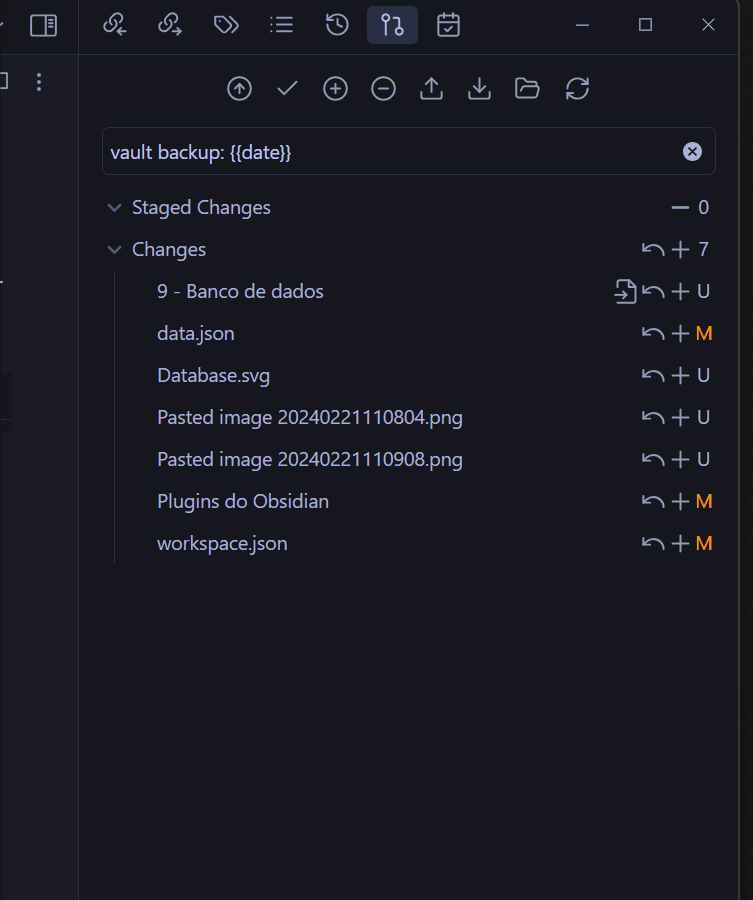 vault backup: {{date}}
Staged Changes 0
Changes 7
9 - Banco de dados U
data.json M
Database.svg U
Pasted image 20240221110804.png U
Pasted image 20240221110908.png U
Plugins do Obsidian M
workspace.json M